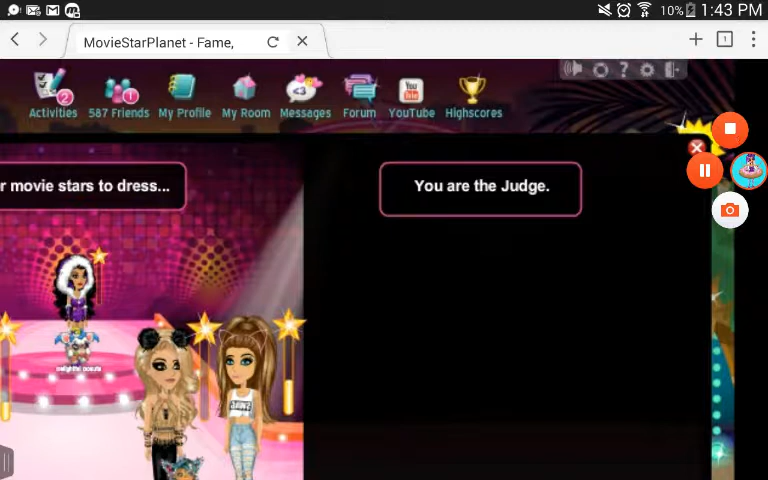 10% 1:43 PM
MovieStarPlanet - Fame,
1
2
1
<3
You
Tube
Activities
587 Friends
My Profile
My Room
Messages
Forum
YouTube
Highscores
?
r movie stars to dress...
You are the Judge.